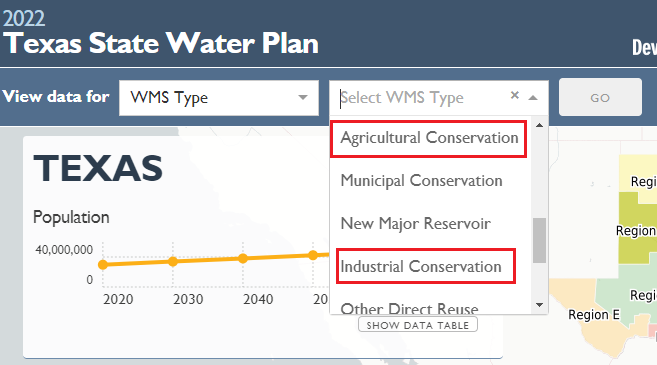 2022
Texas State Water Plan
Dev
View data for
WMS Type
Select WMS Type
GO
Agricultural Conservation
Municipal Conservation
New Major Reservoir
Industrial Conservation
Other Direct Reuse
SHOW DATA TABLE
TEXAS
Population
40,000,000
0
2020
2030
2040
20
Regi
Region
Regi
Region E